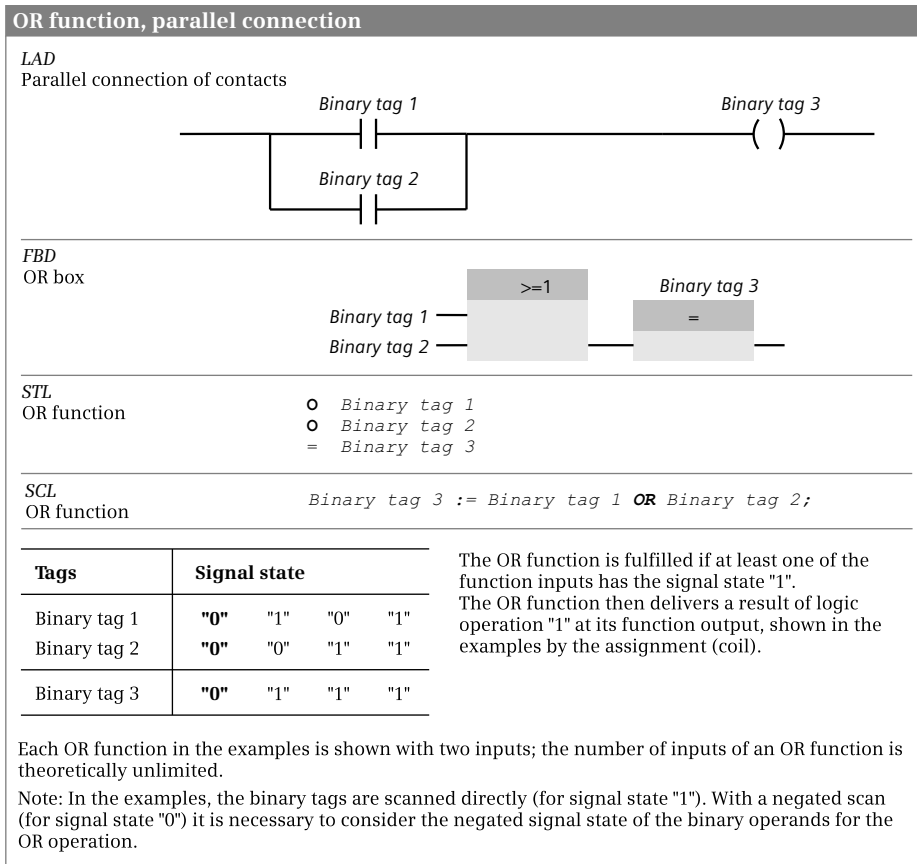 OR function, parallel connection
LAD
Parallel connection of contacts
Binary tag 1
Binary tag 3
Binary tag 2
FBD
OR box
>=1
Binary tag 3
Binary tag 1
=
Binary tag 2
STL
OR function
O Binary tag 1
O Binary tag 2
= Binary tag 3
SCL
OR function
Binary tag 3 := Binary tag 1 OR Binary tag 2;
Tags Signal state
Binary tag 1 "0" "1" "0" "1"
Binary tag 2 "0" "0" "1" "1"
Binary tag 3 "0" "1" "1" "1"
The OR function is fulfilled if at least one of the
function inputs has the signal state "1".
The OR function then delivers a result of logic
operation "1" at its function output, shown in the
examples by the assignment (coil).
Each OR function in the examples is shown with two inputs; the number of inputs of an OR function is
theoretically unlimited.
Note: In the examples, the binary tags are scanned directly (for signal state "1"). With a negated scan
(for signal state "0") it is necessary to consider the negated signal state of the binary operands for the
OR operation.